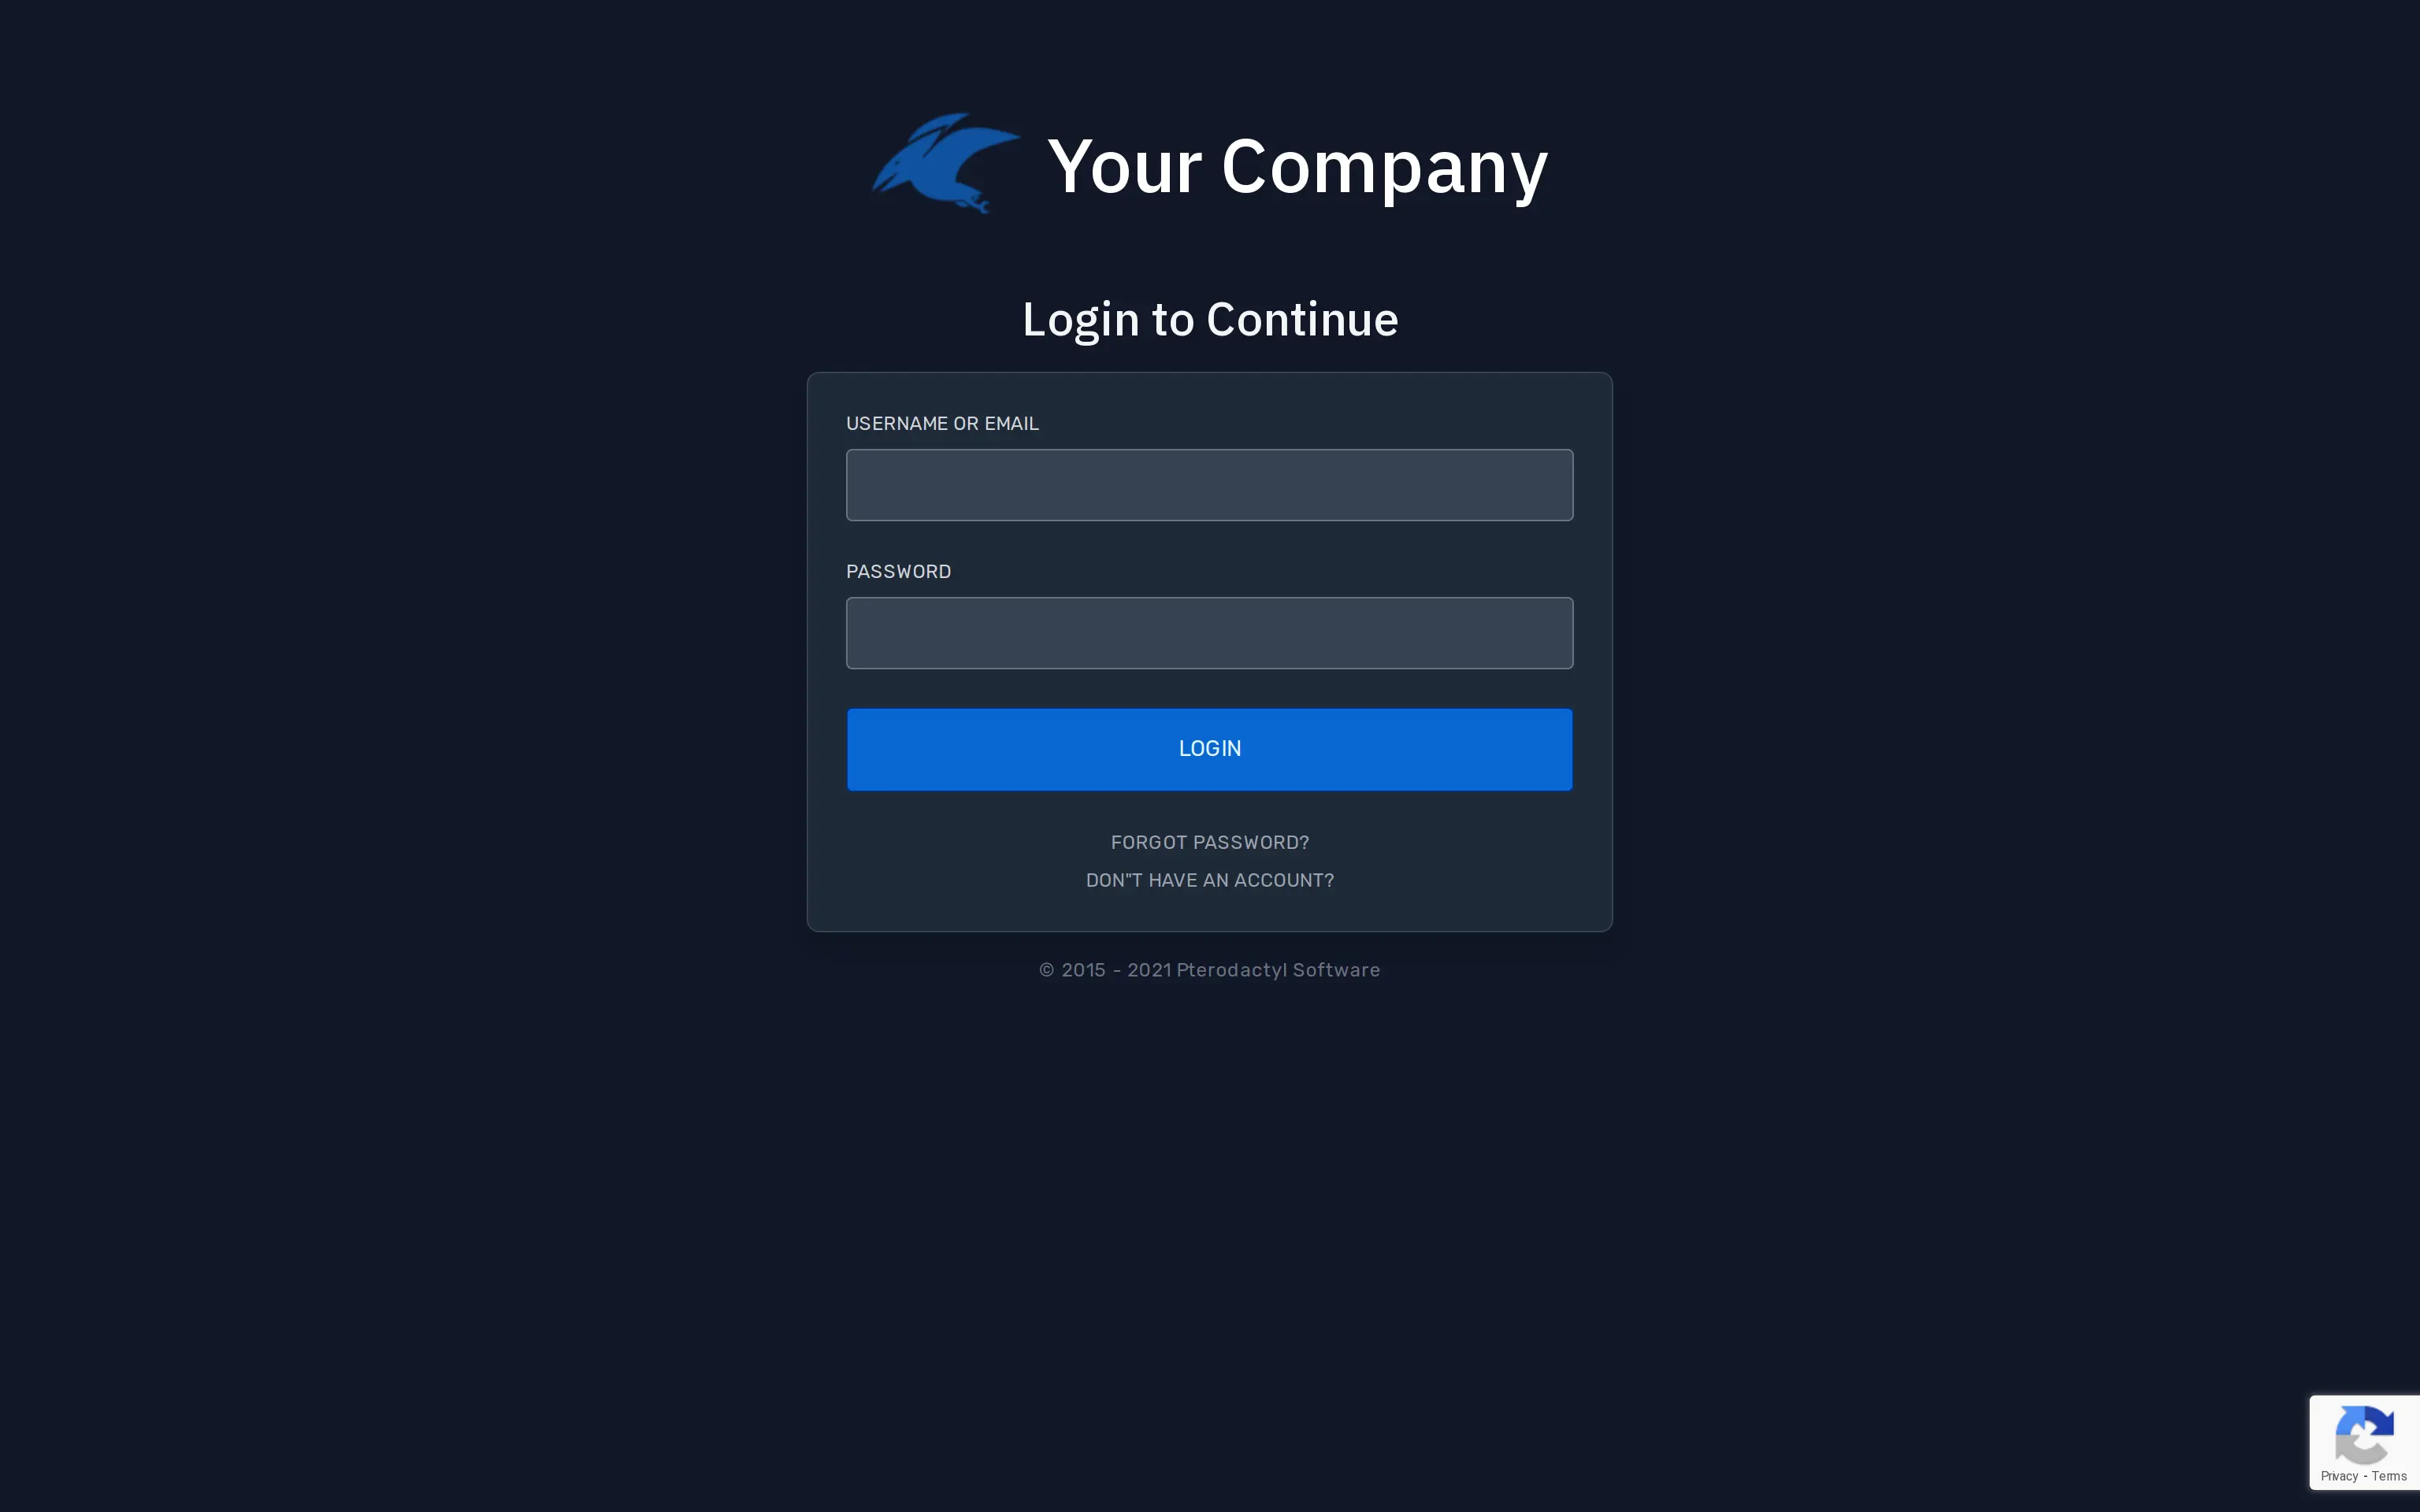 Your Company
Login to Continue
USERNAME OR EMAIL
PASSWORD
LOGIN
FORGOT PASSWORD?
DON"T HAVE AN ACCOUNT?
© 2015 - 2021 Pterodactyl Software
Privacy - Terms